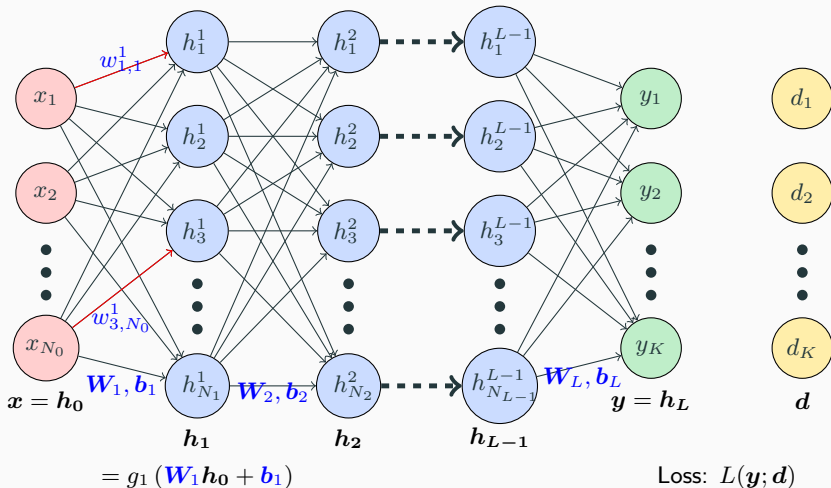 h_1^1 h_1^2 h_1^{L-1}
w_{1,1}^1
x_1 y_1 d_1
h_2^1 h_2^2 h_2^{L-1}
x_2 y_2 d_2
h_3^1 h_3^2 h_3^{L-1}
w_{3,N_0}^1
x_{N_0} y_K d_K
h_{N_1}^1 h_{N_2}^2 h_{N_{L-1}}^{L-1}
W_1, b_1 W_2, b_2 W_L, b_L
x = h_0 y = h_L d
h_1 h_2 h_{L-1}
= g_1 (W_1 h_0 + b_1) Loss: L(y; d)